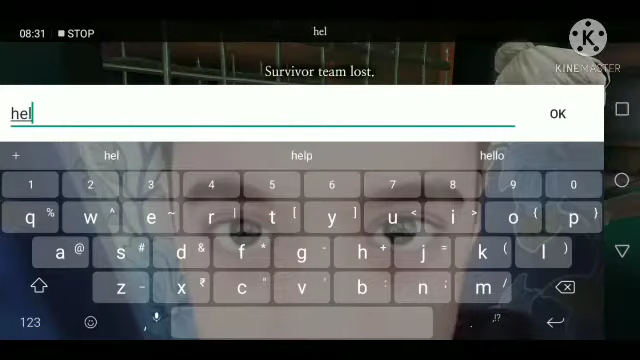 08:31 STOP
hel
K
KINEMASTER
Survivor team lost.
hel
OK
+ hel help hello
1 2 3 4 5 6 7 8 9 0
q % w ^ e ~ r | t [ y ] u < i > o { p }
a @ s # d & f * g - h + j = k ( l )
z _ x ₹ c " v ' b : n ; m /
123 , . ,!?